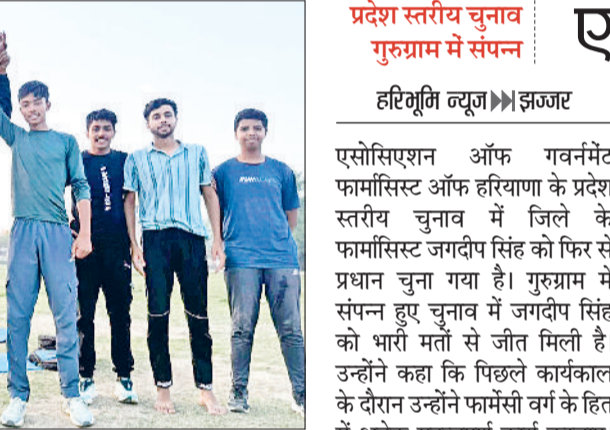 प्रदेश स्तरीय चुनाव
गुरुग्राम में संपन्न
हरिभूमि न्यूज झज्जर
एसोसिएशन ऑफ गवर्नमेंट
फार्मासिस्ट ऑफ हरियाणा के प्रदेश
स्तरीय चुनाव में जिले के
फार्मासिस्ट जगदीप सिंह को फिर से
प्रधान चुना गया है। गुरुग्राम में
संपन्न हुए चुनाव में जगदीप सिंह
को भारी मतों से जीत मिली है।
उन्होंने कहा कि पिछले कार्यकाल
के दौरान उन्होंने फार्मेसी वर्ग के हित